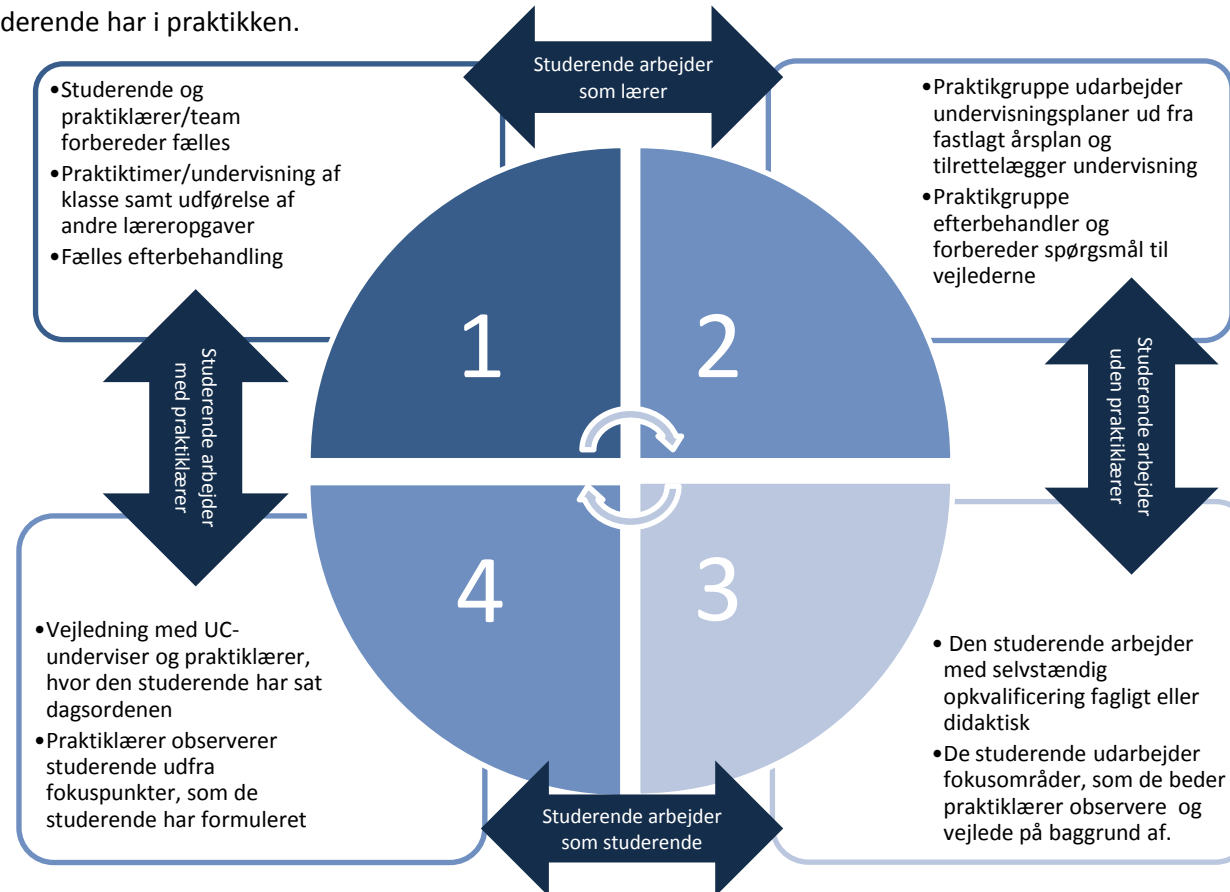 derende har i praktikken.
Studerende arbejder
som lærer
•Studerende og
praktiklærer/team
forbereder fælles
•Praktiktimer/undervisning af
klasse samt udførelse af
andre læreropgaver
•Fælles efterbehandling
•Praktikgruppe udarbejder
undervisningsplaner ud fra
fastlagt årsplan og
tilrettelægger undervisning
•Praktikgruppe
efterbehandler og
forbereder spørgsmål til
vejlederne
1
2
Studerende arbejder
med praktiklærer
Studerende arbejder
uden praktiklærer
4
3
•Vejledning med UC-
underviser og praktiklærer,
hvor den studerende har sat
dagsordenen
•Praktiklærer observerer
studerende udfra
fokuspunkter, som de
studerende har formuleret
• Den studerende arbejder
med selvstændig
opkvalificering fagligt eller
didaktisk
•De studerende udarbejder
fokusområder, som de beder
praktiklærer observere og
vejlede på baggrund af.
Studerende arbejder
som studerende